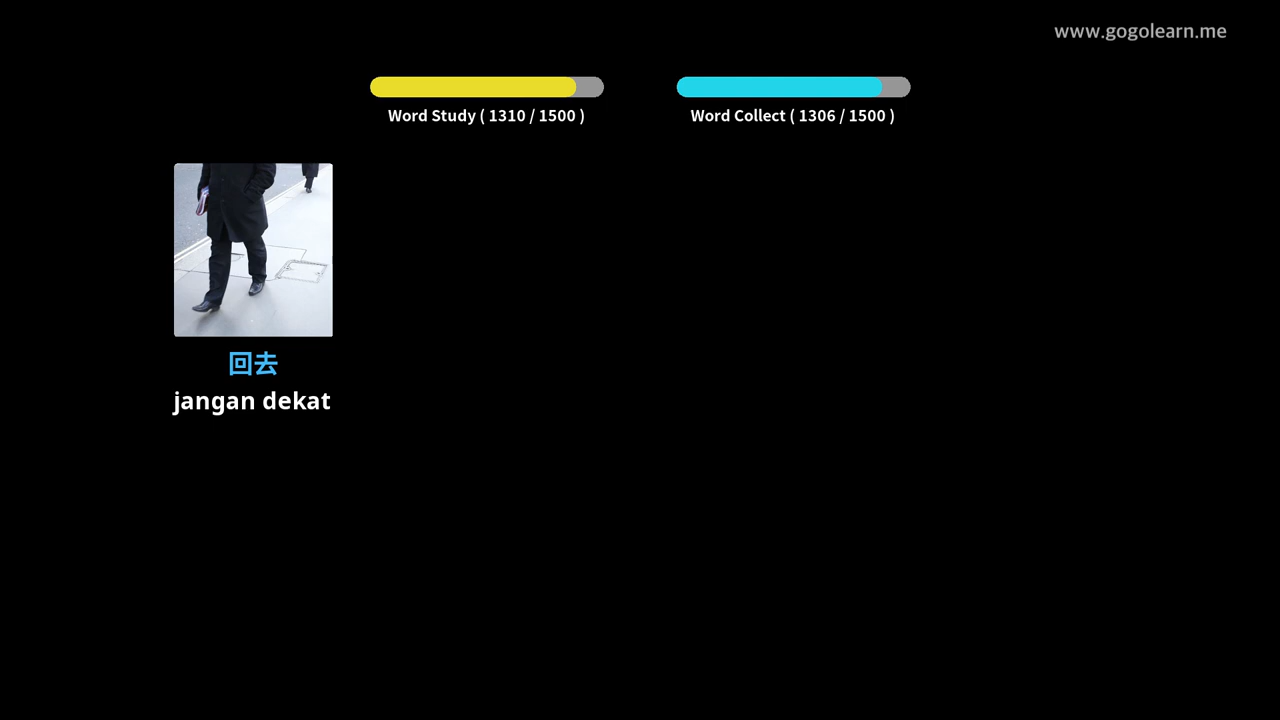 www.gogolearn.me
Word Study ( 1310 / 1500 )
Word Collect ( 1306 / 1500 )
回去
jangan dekat